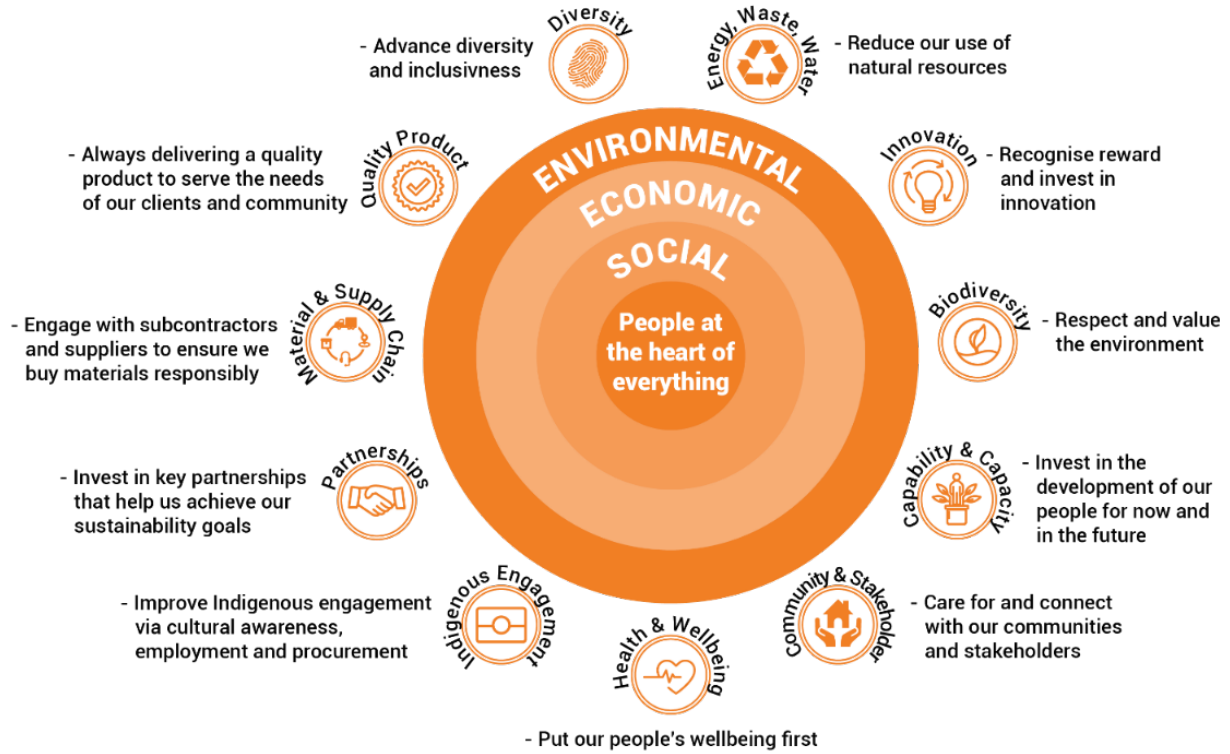 Diversity
- Advance diversity
and inclusivness
Energy, Waste, Water
- Reduce our use of
natural resources
Innovation
- Recognise reward
and invest in
innovation
Biodiversity
- Respect and value
the environment
Capability & Capacity
- Invest in the
development of our
people for now and
in the future
Community & Stakeholder
- Care for and connect
with our communities
and stakeholders
Health & Wellbeing
- Put our people's wellbeing first
Indigenous Engagement
- Improve Indigenous engagement
via cultural awareness,
employment and procurement
Partnerships
- Invest in key partnerships
that help us achieve our
sustainability goals
Material & Supply Chain
- Engage with subcontractors
and suppliers to ensure we
buy materials responsibly
Quality Product
- Always delivering a quality
product to serve the needs
of our clients and community
ENVIRONMENTAL
ECONOMIC
SOCIAL
People at
the heart of
everything